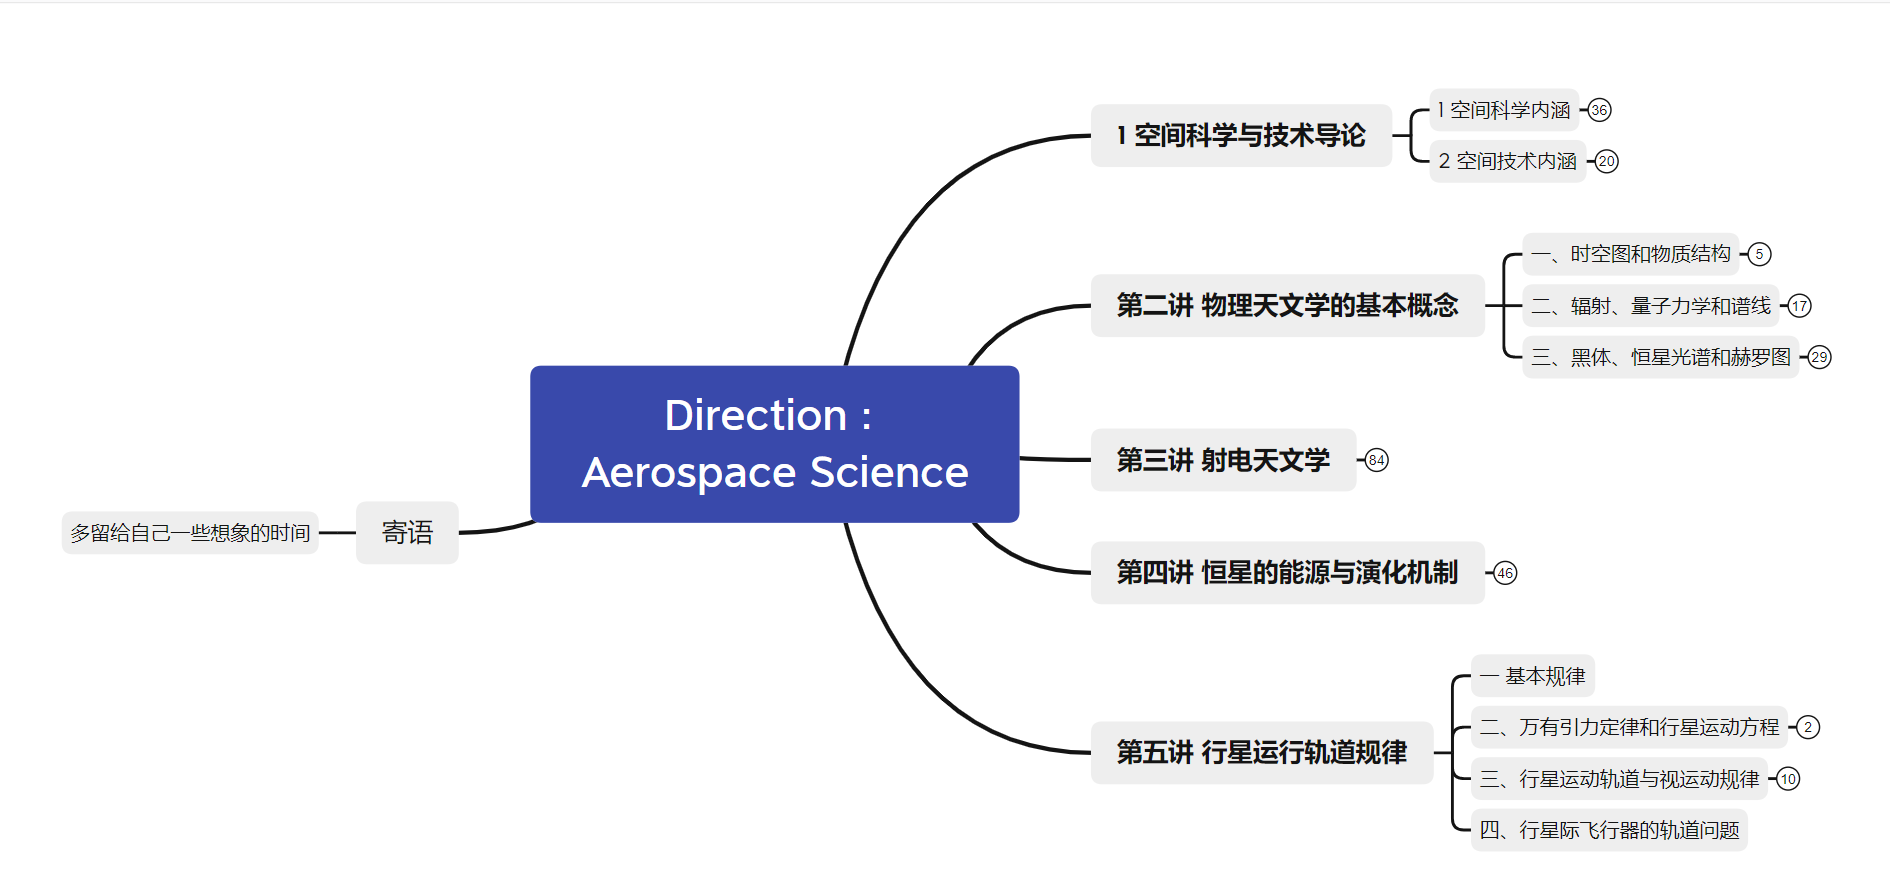 Direction：
Aerospace Science
寄语
多留给自己一些想象的时间
1 空间科学与技术导论
1 空间科学内涵
36
2 空间技术内涵
20
第二讲 物理天文学的基本概念
一、时空图和物质结构
5
二、辐射、量子力学和谱线
17
三、黑体、恒星光谱和赫罗图
29
第三讲 射电天文学
84
第四讲 恒星的能源与演化机制
46
第五讲 行星运行轨道规律
一 基本规律
二、万有引力定律和行星运动方程
2
三、行星运动轨道与视运动规律
10
四、行星际飞行器的轨道问题